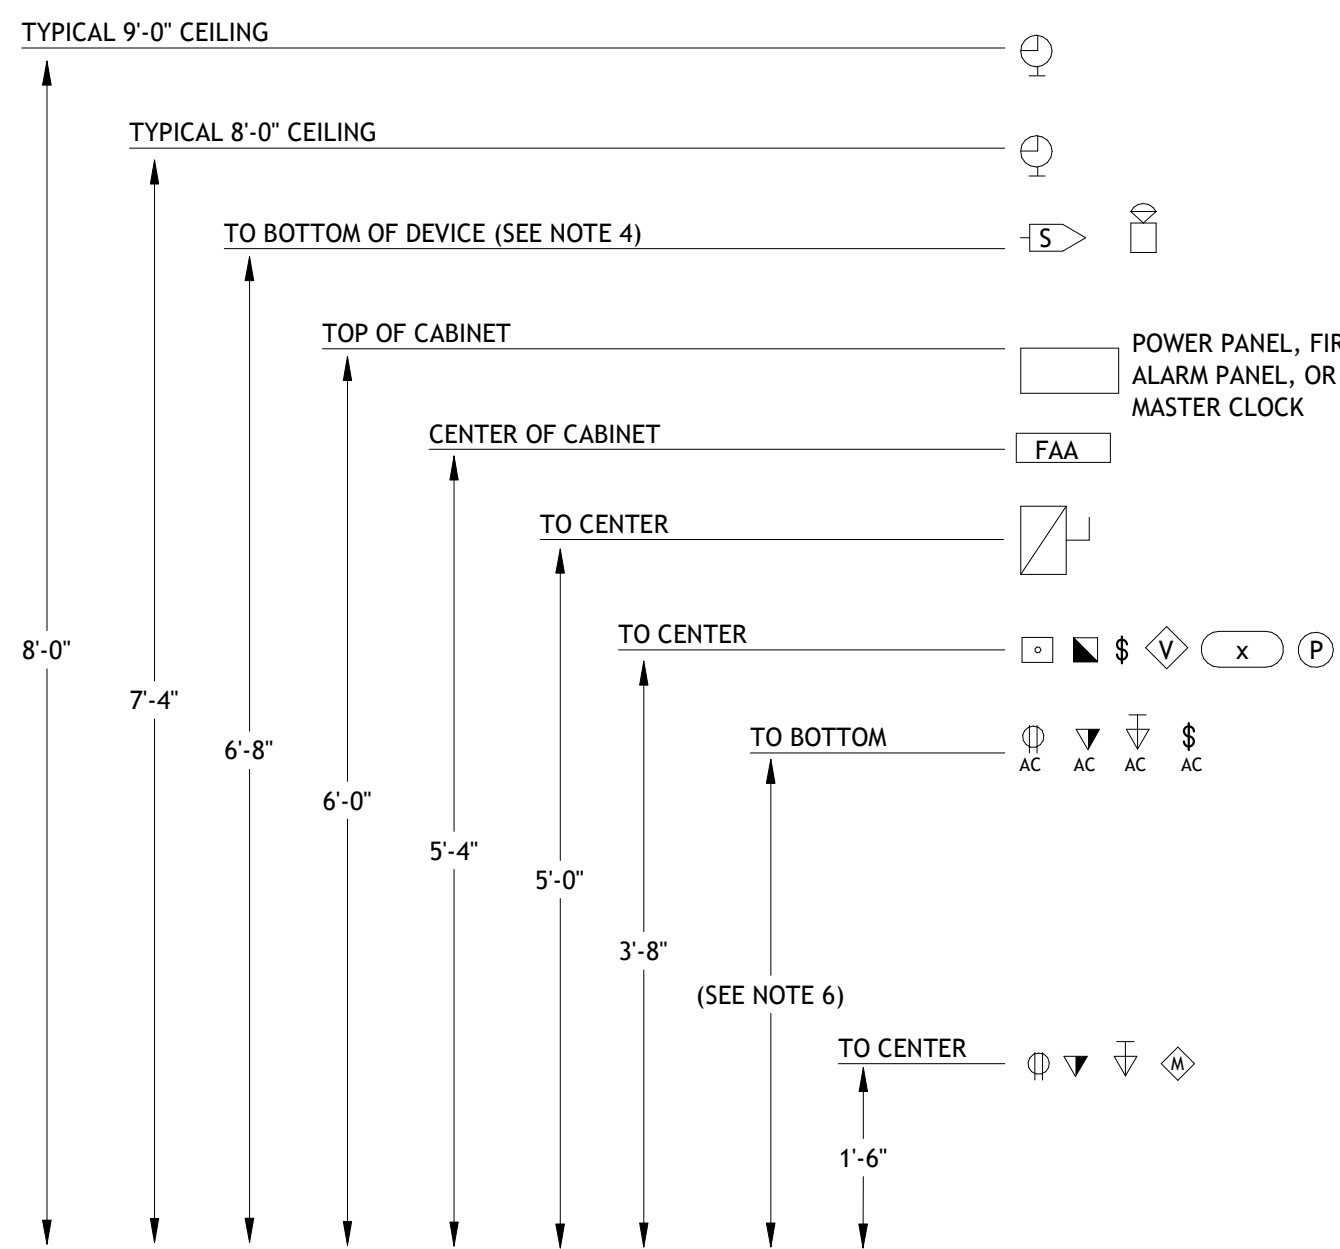 TYPICAL 9'-0" CEILING
TYPICAL 8'-0" CEILING
TO BOTTOM OF DEVICE (SEE NOTE 4)
S
TOP OF CABINET
POWER PANEL, FIR
ALARM PANEL, OR
MASTER CLOCK
CENTER OF CABINET
FAA
TO CENTER
TO CENTER
$ V x P
8'-0"
7'-4"
TO BOTTOM
$
AC AC AC AC
6'-8"
6'-0"
5'-4"
5'-0"
3'-8"
(SEE NOTE 6)
TO CENTER
M
1'-6"